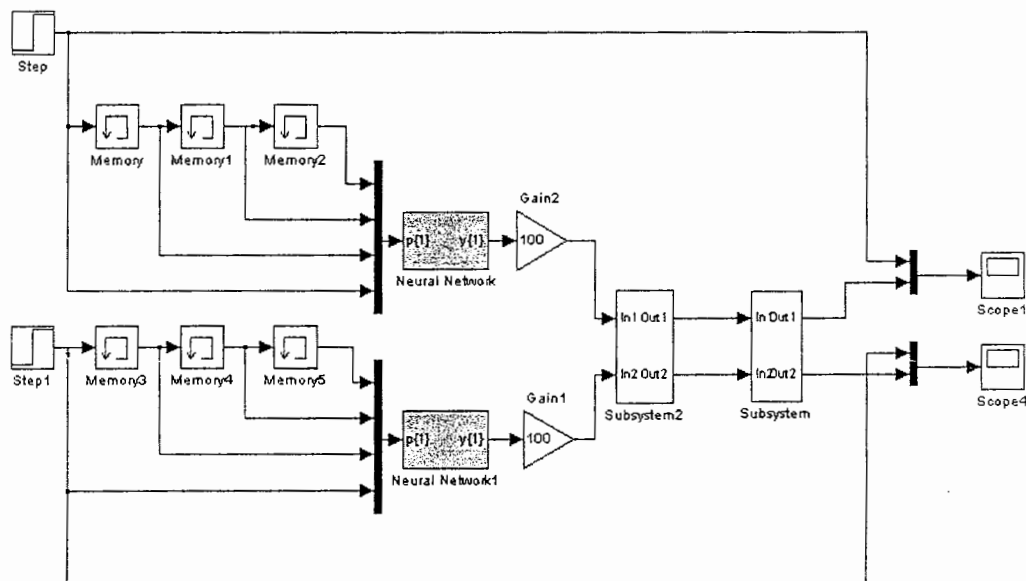 Step
Memory
Memory1
Memory2
Gain2
p{1} y{1}
100
Neural Network
In1 Out1
In Out1
Scope1
Step1
Memory3
Memory4
Memory5
In2 Out2
In2Out2
Scope4
Gain1
Subsystem2
Subsystem
p{1} y{1}
100
Neural Network1